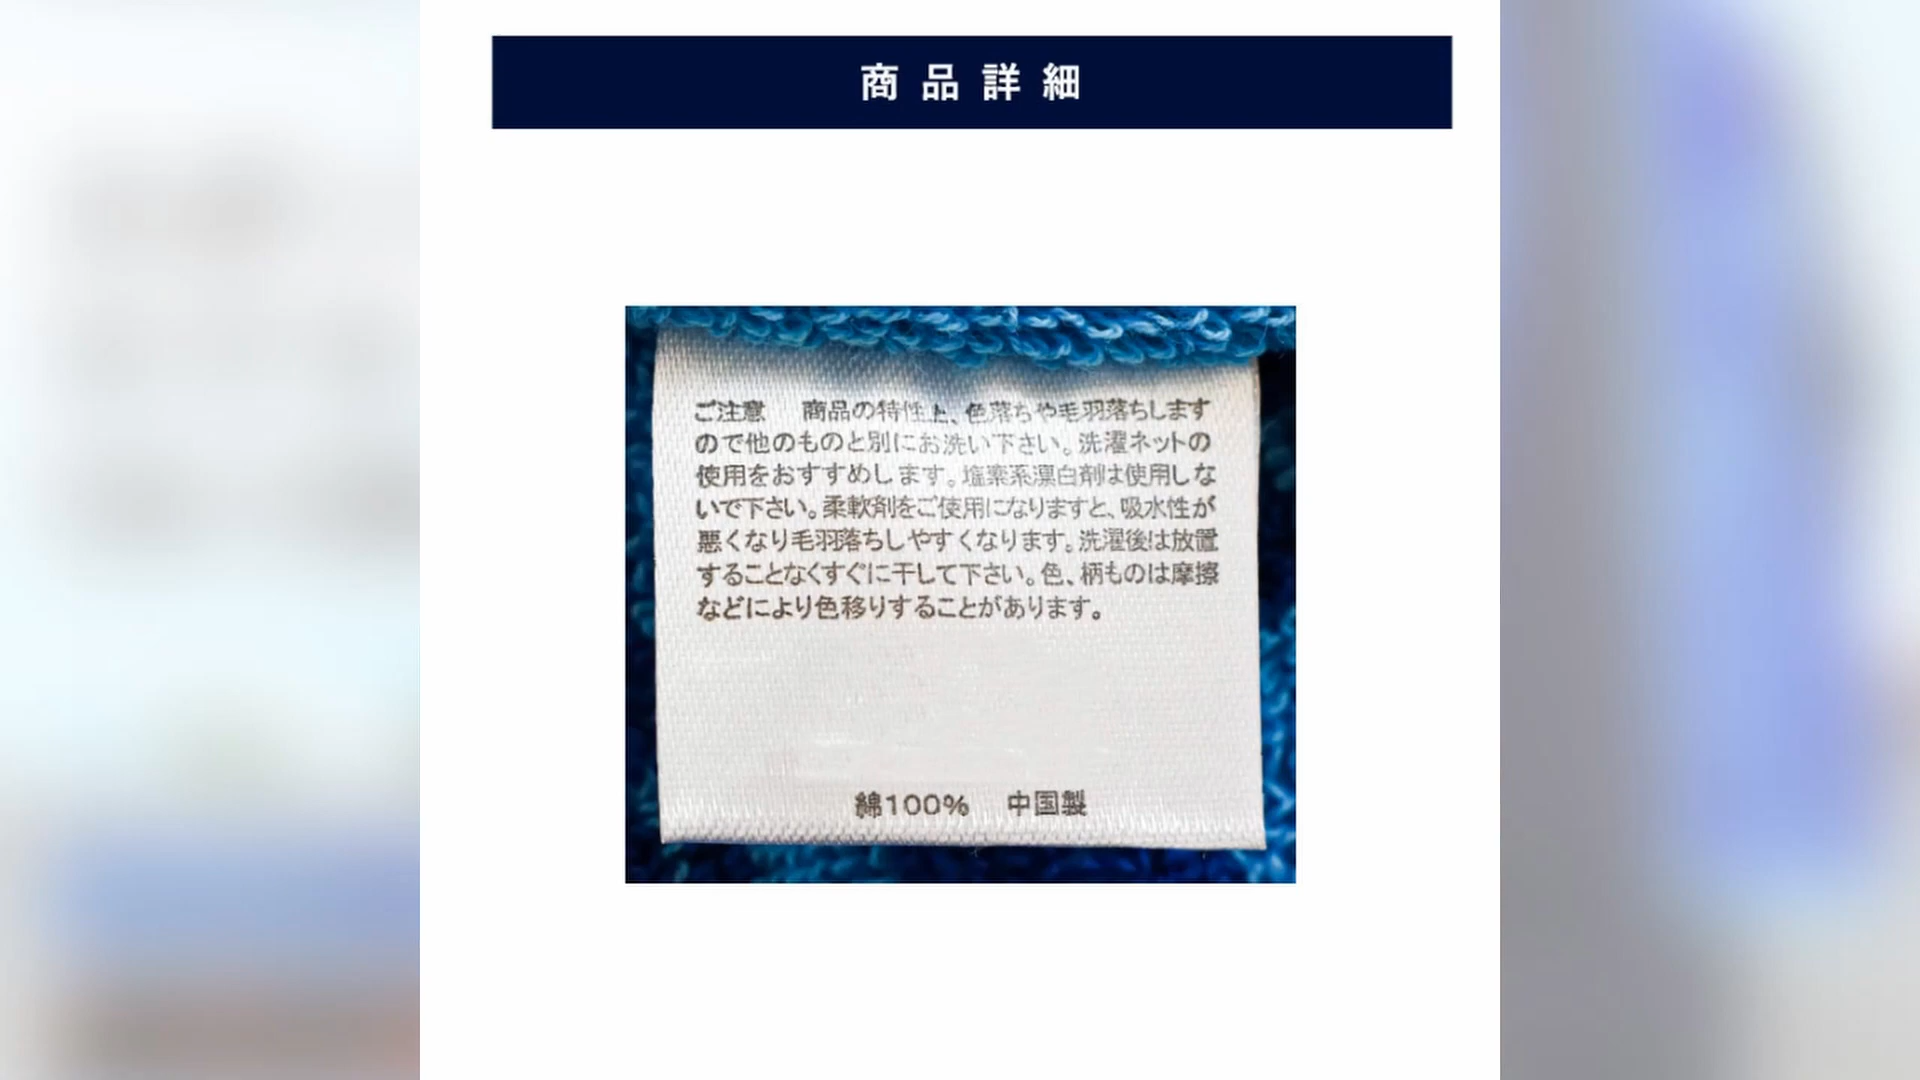 商品詳細
ご注意　商品の特性上、色落ちや毛羽落ちします
ので他のものと別にお洗い下さい。洗濯ネットの
使用をおすすめします。塩素系漂白剤は使用しな
いで下さい。柔軟剤をご使用になりますと、吸水性が
悪くなり毛羽落ちしやすくなります。洗濯後は放置
することなくすぐに干して下さい。色、柄ものは摩擦
などにより色移りすることがあります。
綿100%　中国製